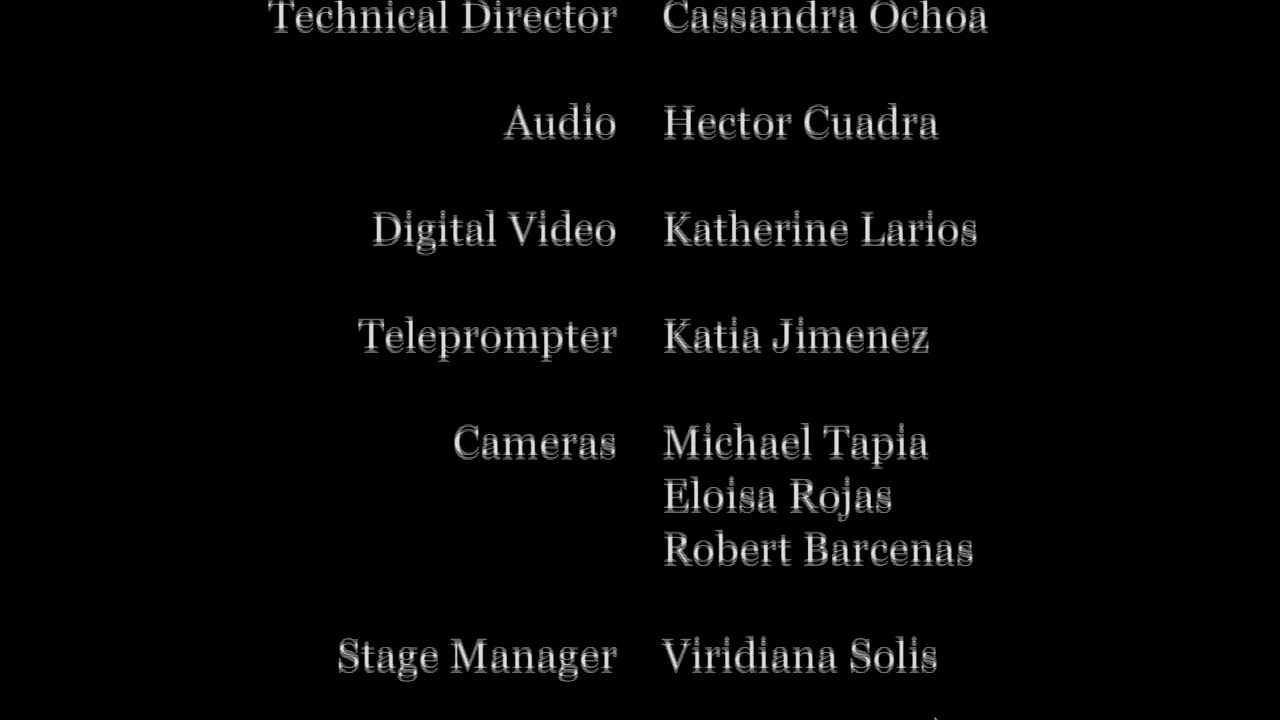 Technical Director Cassandra Ochoa
Audio Hector Cuadra
Digital Video Katherine Larios
Teleprompter Katia Jimenez
Cameras Michael Tapia
Eloisa Rojas
Robert Barcenas
Stage Manager Viridiana Solis